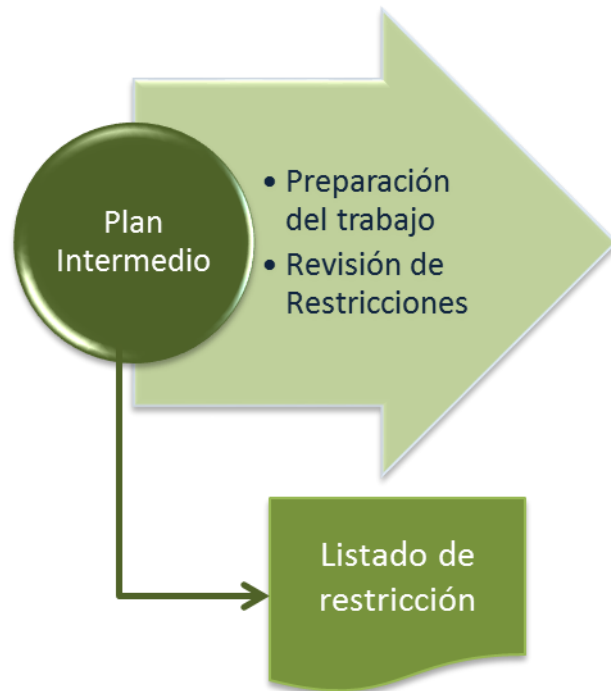 Plan
Intermedio
• Preparación
del trabajo
• Revisión de
Restricciones
Listado de
restricción